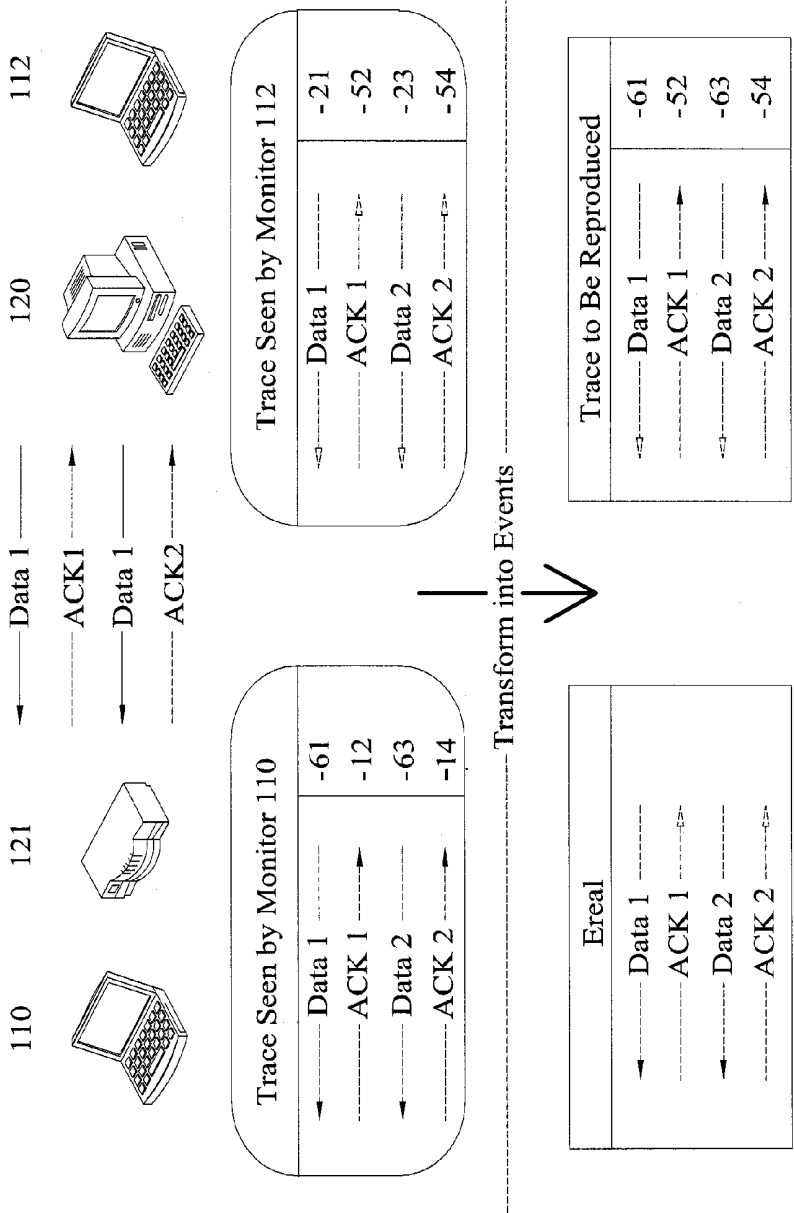 110
121
120
112
Data 1
ACK1
Data 1
ACK2
Trace Seen by Monitor 110
Data 1 -61
ACK 1 -12
Data 2 -63
ACK 2 -14
Trace Seen by Monitor 112
Data 1 -21
ACK 1 -52
Data 2 -23
ACK 2 -54
Transform into Events
Ereal
Data 1
ACK 1
Data 2
ACK 2
Trace to Be Reproduced
Data 1 -61
ACK 1 -52
Data 2 -63
ACK 2 -54